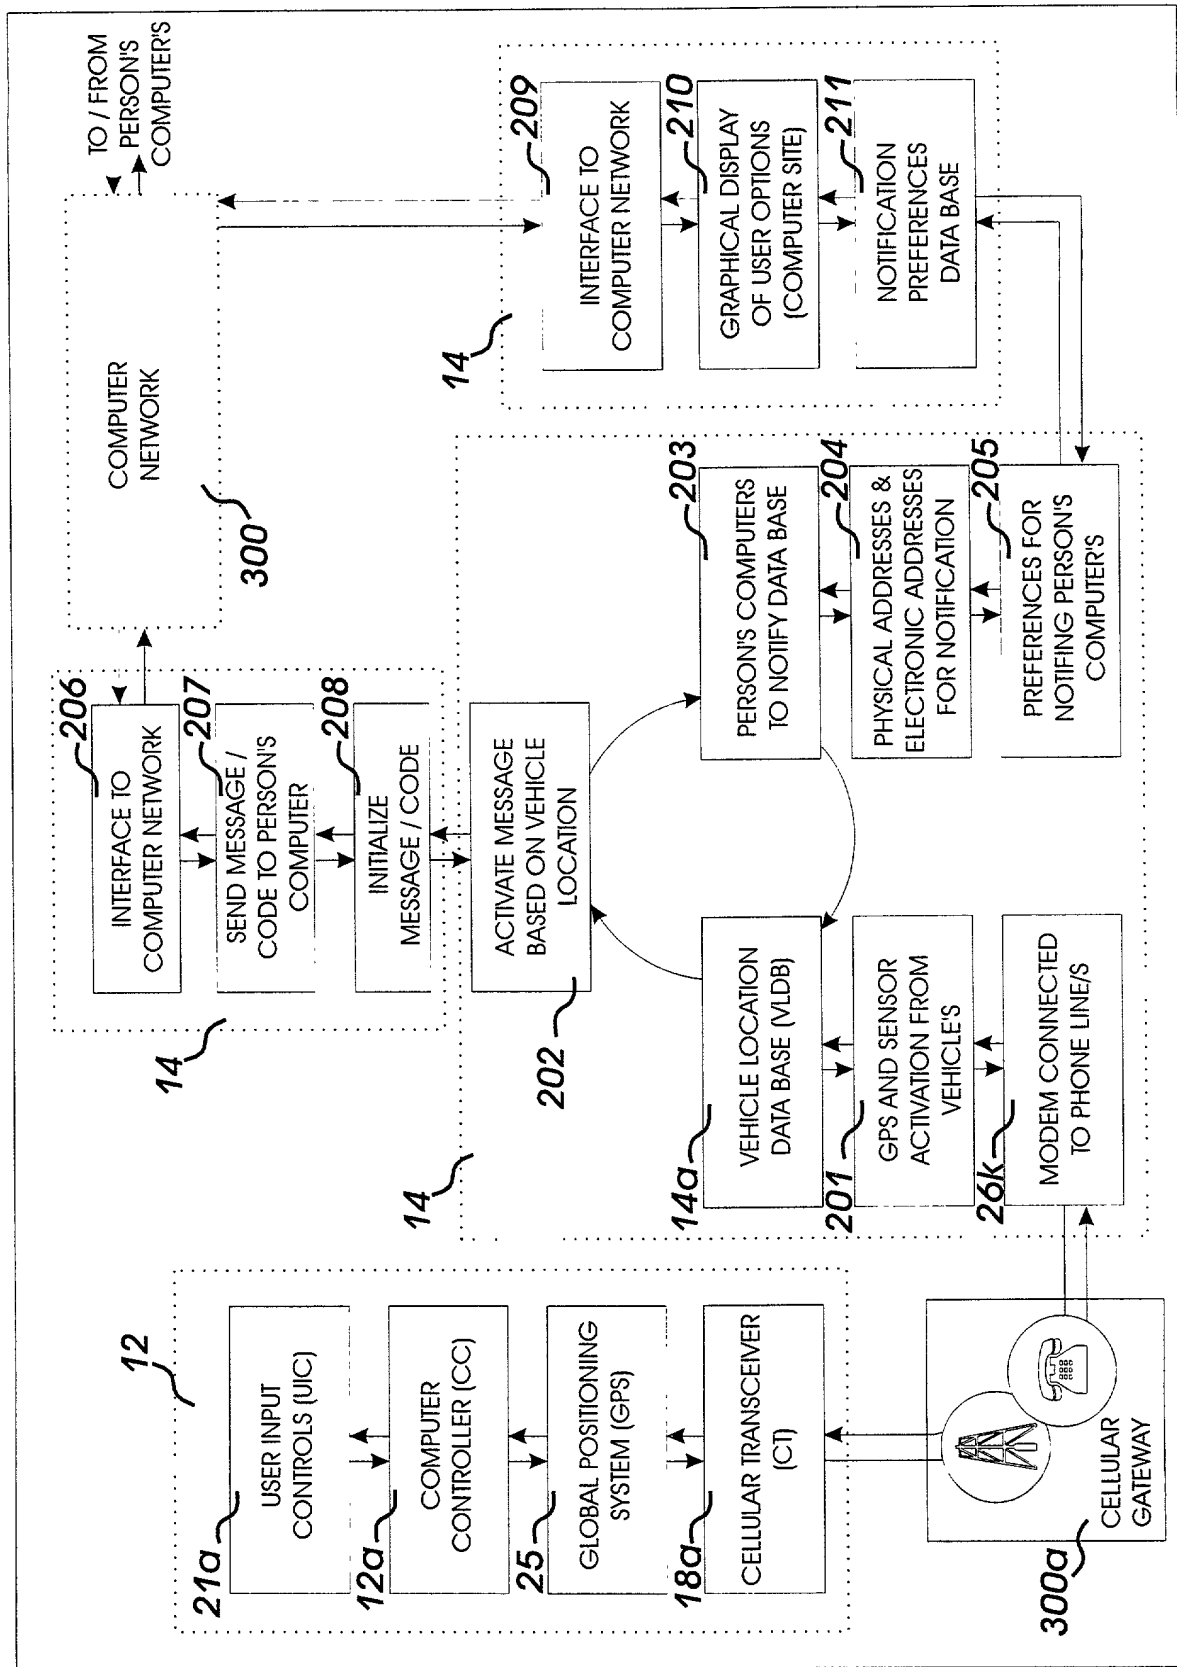 12
21a
USER INPUT
CONTROLS (UIC)
12a
COMPUTER
CONTROLLER (CC)
25
GLOBAL POSITIONING
SYSTEM (GPS)
18a
CELLULAR TRANSCEIVER
(CT)
300a
CELLULAR
GATEWAY
14
206
INTERFACE TO
COMPUTER NETWORK
207
SEND MESSAGE /
CODE TO PERSON'S
COMPUTER
208
INITIALIZE
MESSAGE / CODE
14
202
ACTIVATE MESSAGE
BASED ON VEHICLE
LOCATION
14a
VEHICLE LOCATION
DATA BASE (VLDB)
201
GPS AND SENSOR
ACTIVATION FROM
VEHICLE'S
26k
MODEM CONNECTED
TO PHONE LINE/S
203
PERSON'S COMPUTERS
TO NOTIFY DATA BASE
204
PHYSICAL ADDRESSES &
ELECTRONIC ADDRESSES
FOR NOTIFICATION
205
PREFERENCES FOR
NOTIFING PERSON'S
COMPUTER'S
300
COMPUTER
NETWORK
TO / FROM
PERSON'S
COMPUTER'S
14
209
INTERFACE TO
COMPUTER NETWORK
210
GRAPHICAL DISPLAY
OF USER OPTIONS
(COMPUTER SITE)
211
NOTIFICATION
PREFERENCES
DATA BASE